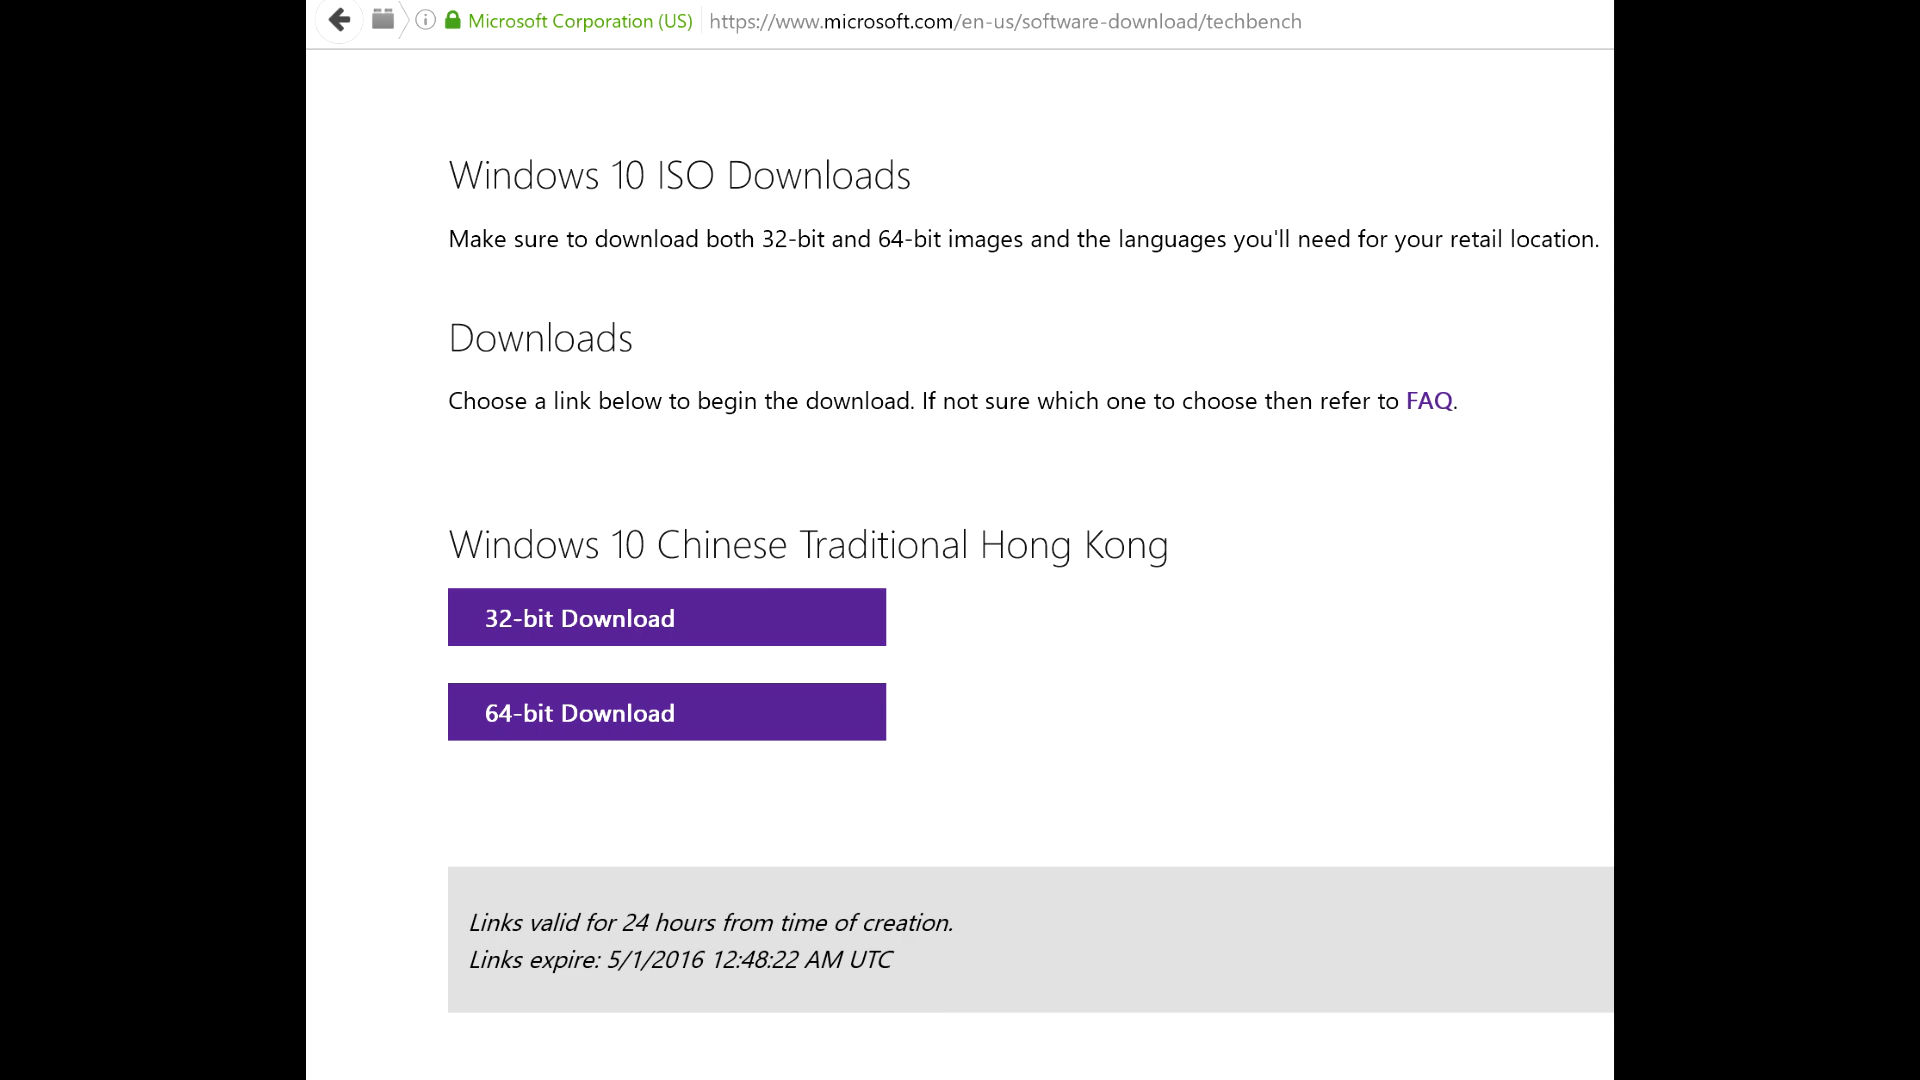 Microsoft Corporation (US) https://www.microsoft.com/en-us/software-download/techbench
Windows 10 ISO Downloads
Make sure to download both 32-bit and 64-bit images and the languages you'll need for your retail location.
Downloads
Choose a link below to begin the download. If not sure which one to choose then refer to FAQ.
Windows 10 Chinese Traditional Hong Kong
32-bit Download
64-bit Download
Links valid for 24 hours from time of creation.
Links expire: 5/1/2016 12:48:22 AM UTC